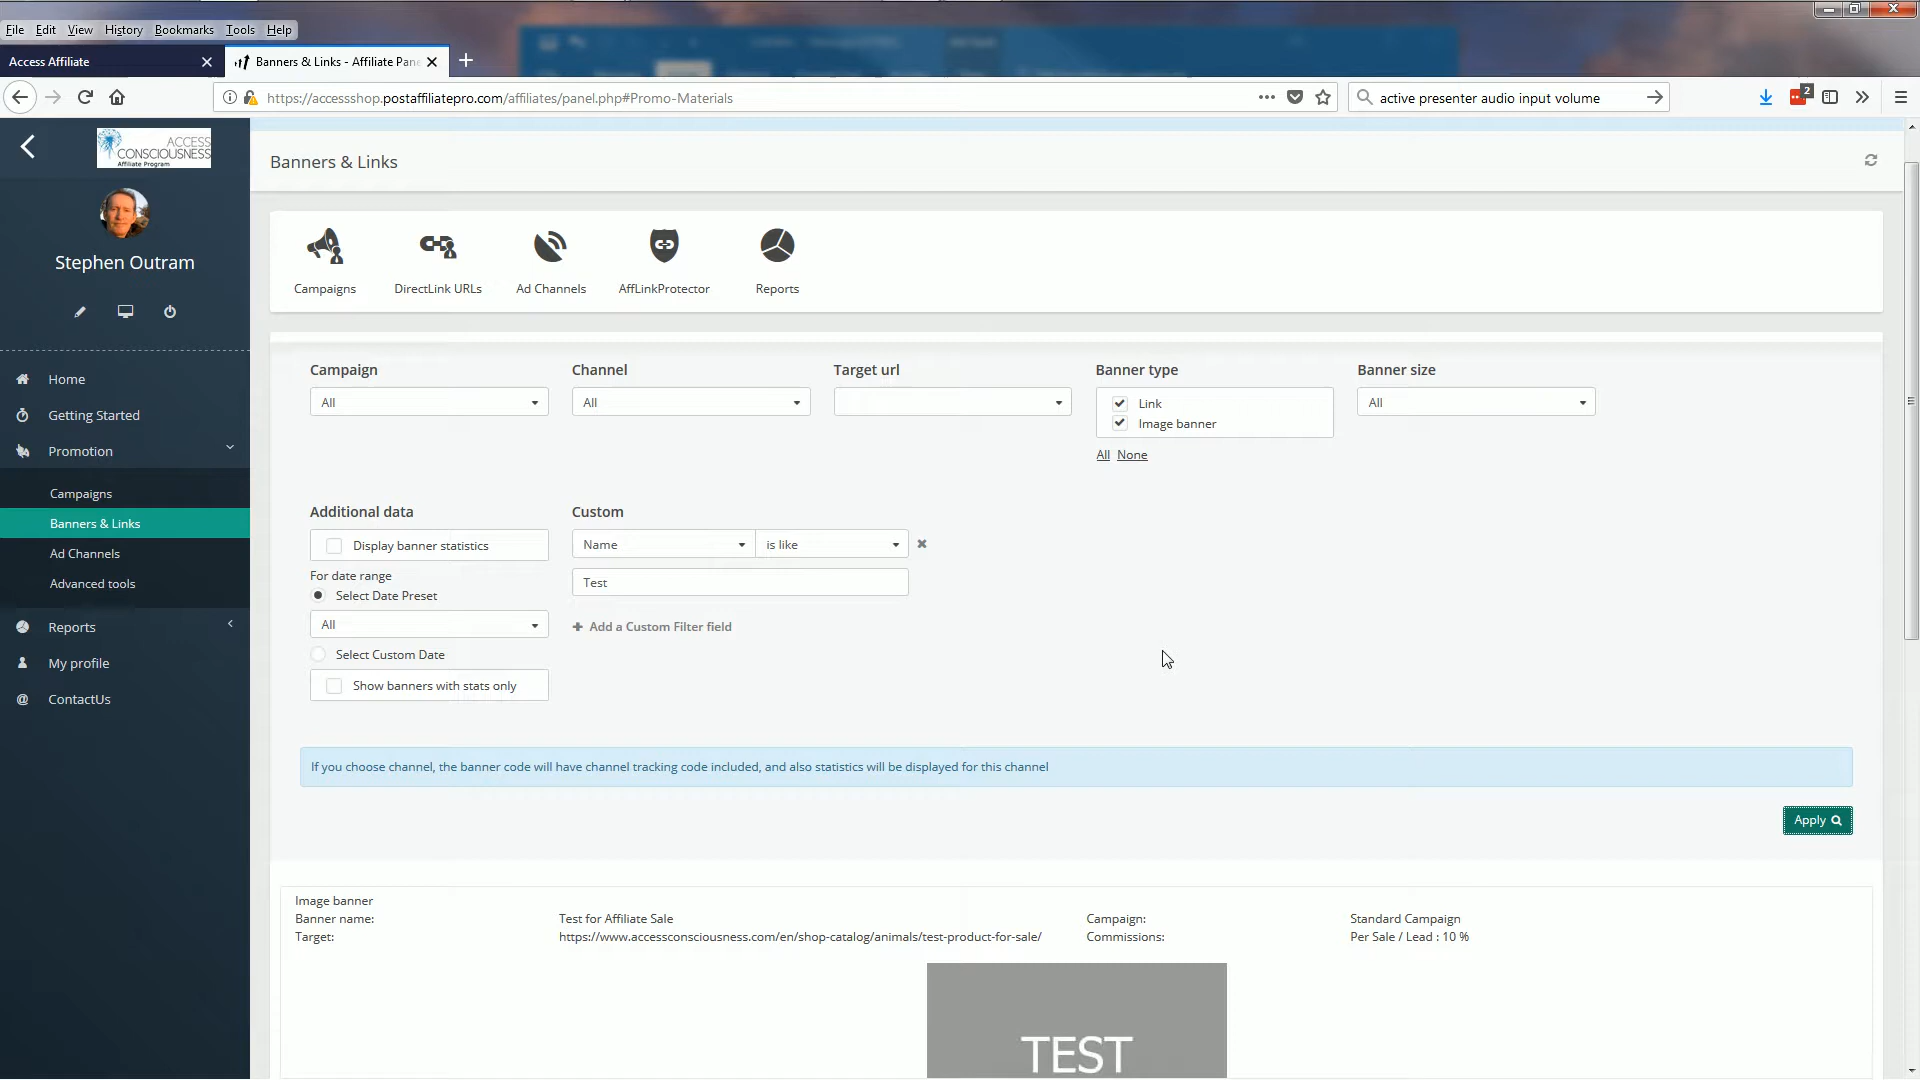 File Edit View History Bookmarks Tools Help
Access Affiliate
Banners & Links - Affiliate Pane
https://accessshop.postaffiliatepro.com/affiliates/panel.php#Promo-Materials
active presenter audio input volume
2
ACCESS
CONSCIOUSNESS
Affiliate Program
Stephen Outram
Home
Getting Started
Promotion
Campaigns
Banners & Links
Ad Channels
Advanced tools
Reports
My profile
ContactUs
Banners & Links
Campaigns DirectLink URLs Ad Channels AffLinkProtector Reports
Campaign Channel Target url Banner type Banner size
All All Link All
Image banner
All None
Additional data Custom
Display banner statistics Name is like
For date range
Select Date Preset Test
All Add a Custom Filter field
Select Custom Date
Show banners with stats only
If you choose channel, the banner code will have channel tracking code included, and also statistics will be displayed for this channel
Apply
Image banner
Banner name: Test for Affiliate Sale Campaign: Standard Campaign
Target: https://www.accessconsciousness.com/en/shop-catalog/animals/test-product-for-sale/ Commissions: Per Sale / Lead : 10 %
TEST